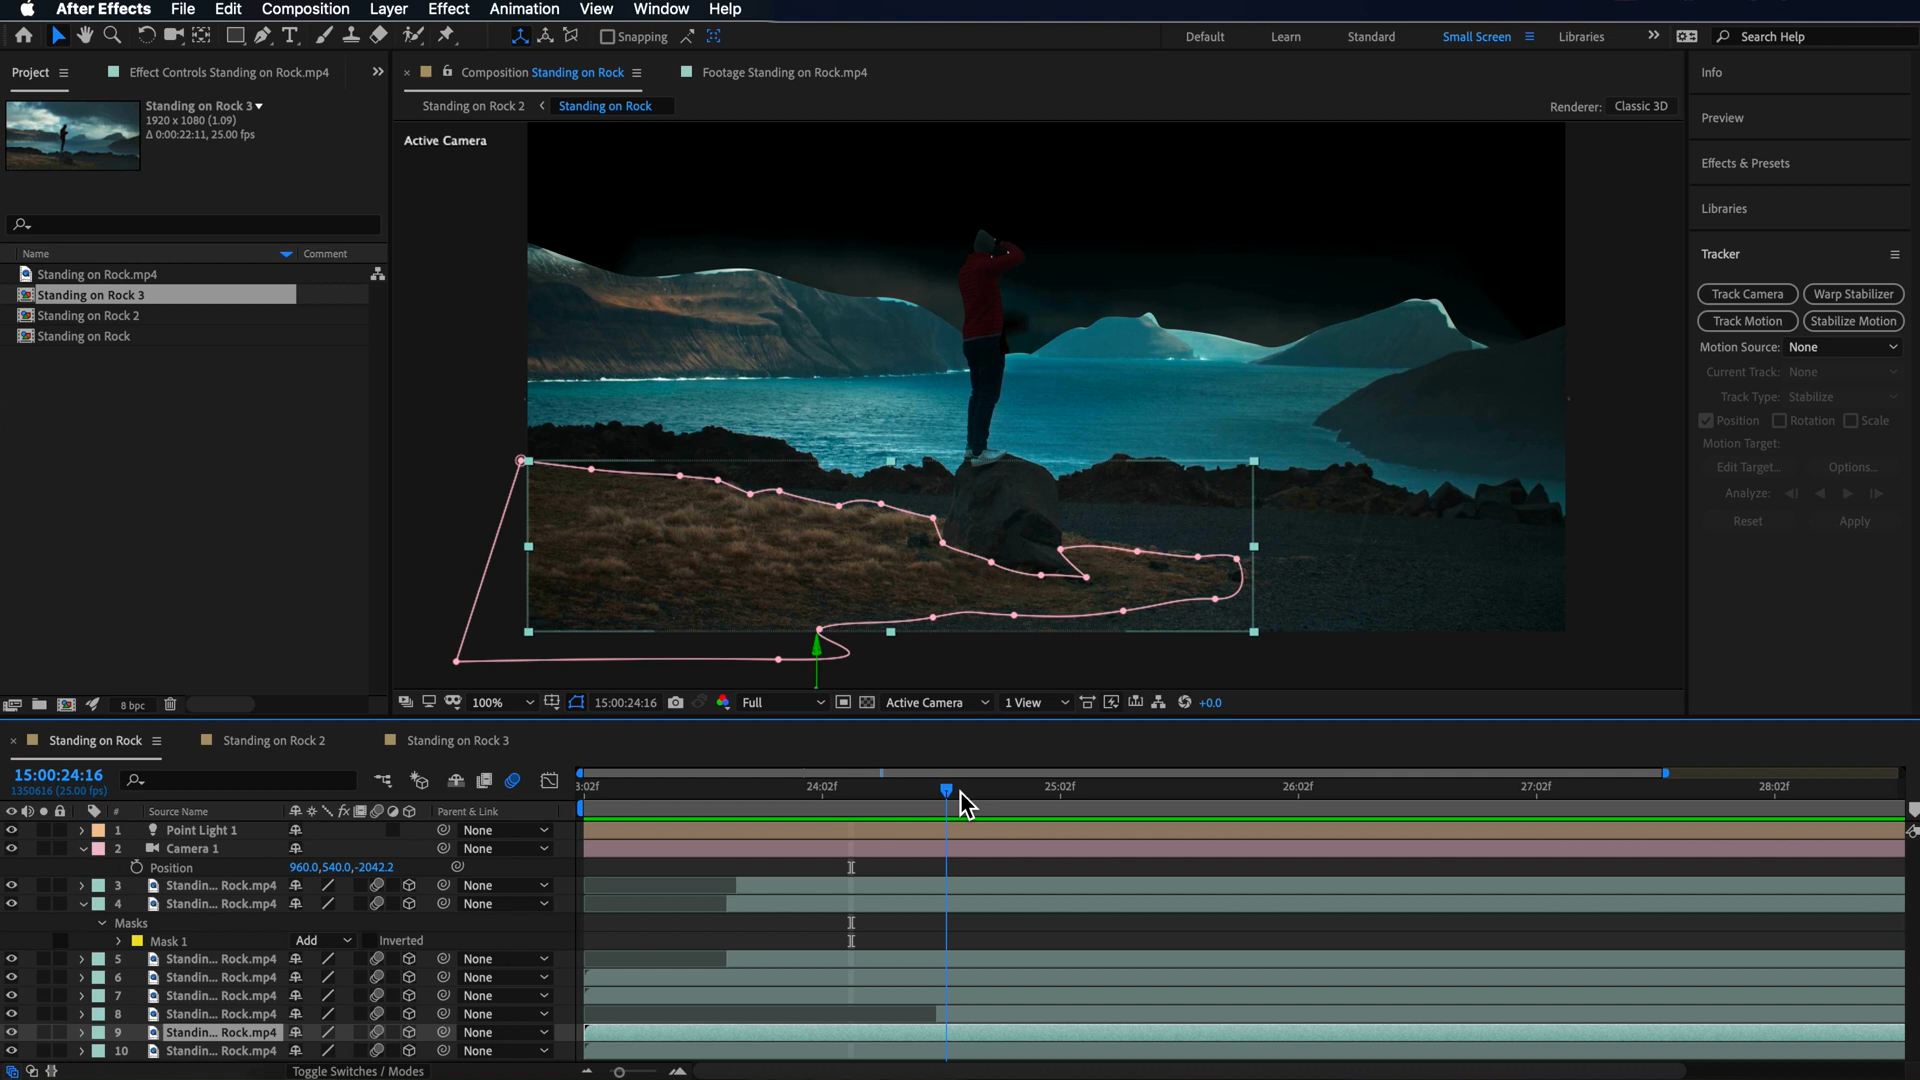 After Effects File Edit Composition Layer Effect Animation View Window Help
Snapping Default Learn Standard Small Screen Libraries Search Help
Project Effect Controls Standing on Rock.mp4 Composition Standing on Rock Footage Standing on Rock.mp4
Standing on Rock 3
1920 x 1080 (1.09)
Δ 0:00:22:11, 25.00 fps
Standing on Rock 2 Standing on Rock Renderer: Classic 3D
Active Camera
Name Comment
Standing on Rock.mp4
Standing on Rock 3
Standing on Rock 2
Standing on Rock
8 bpc
100% 15:00:24:16 Full Active Camera 1 View +0.0
Info
Preview
Effects & Presets
Libraries
Tracker
Track Camera Warp Stabilizer
Track Motion Stabilize Motion
Motion Source: None
Current Track: None
Track Type: Stabilize
Position Rotation Scale
Motion Target:
Edit Target... Options...
Analyze:
Reset Apply
Standing on Rock Standing on Rock 2 Standing on Rock 3
15:00:24:16
1350616 (25.00 fps)
3:02f 24:02f 25:02f 26:02f 27:02f 28:02f
# Source Name fx Parent & Link
1 Point Light 1 None
2 Camera 1 None
Position 960.0,540.0,-2042.2
3 Standin... Rock.mp4 None
4 Standin... Rock.mp4 None
Masks
Mask 1 Add Inverted
5 Standin... Rock.mp4 None
6 Standin... Rock.mp4 None
7 Standin... Rock.mp4 None
8 Standin... Rock.mp4 None
9 Standin... Rock.mp4 None
10 Standin... Rock.mp4 None
Toggle Switches / Modes